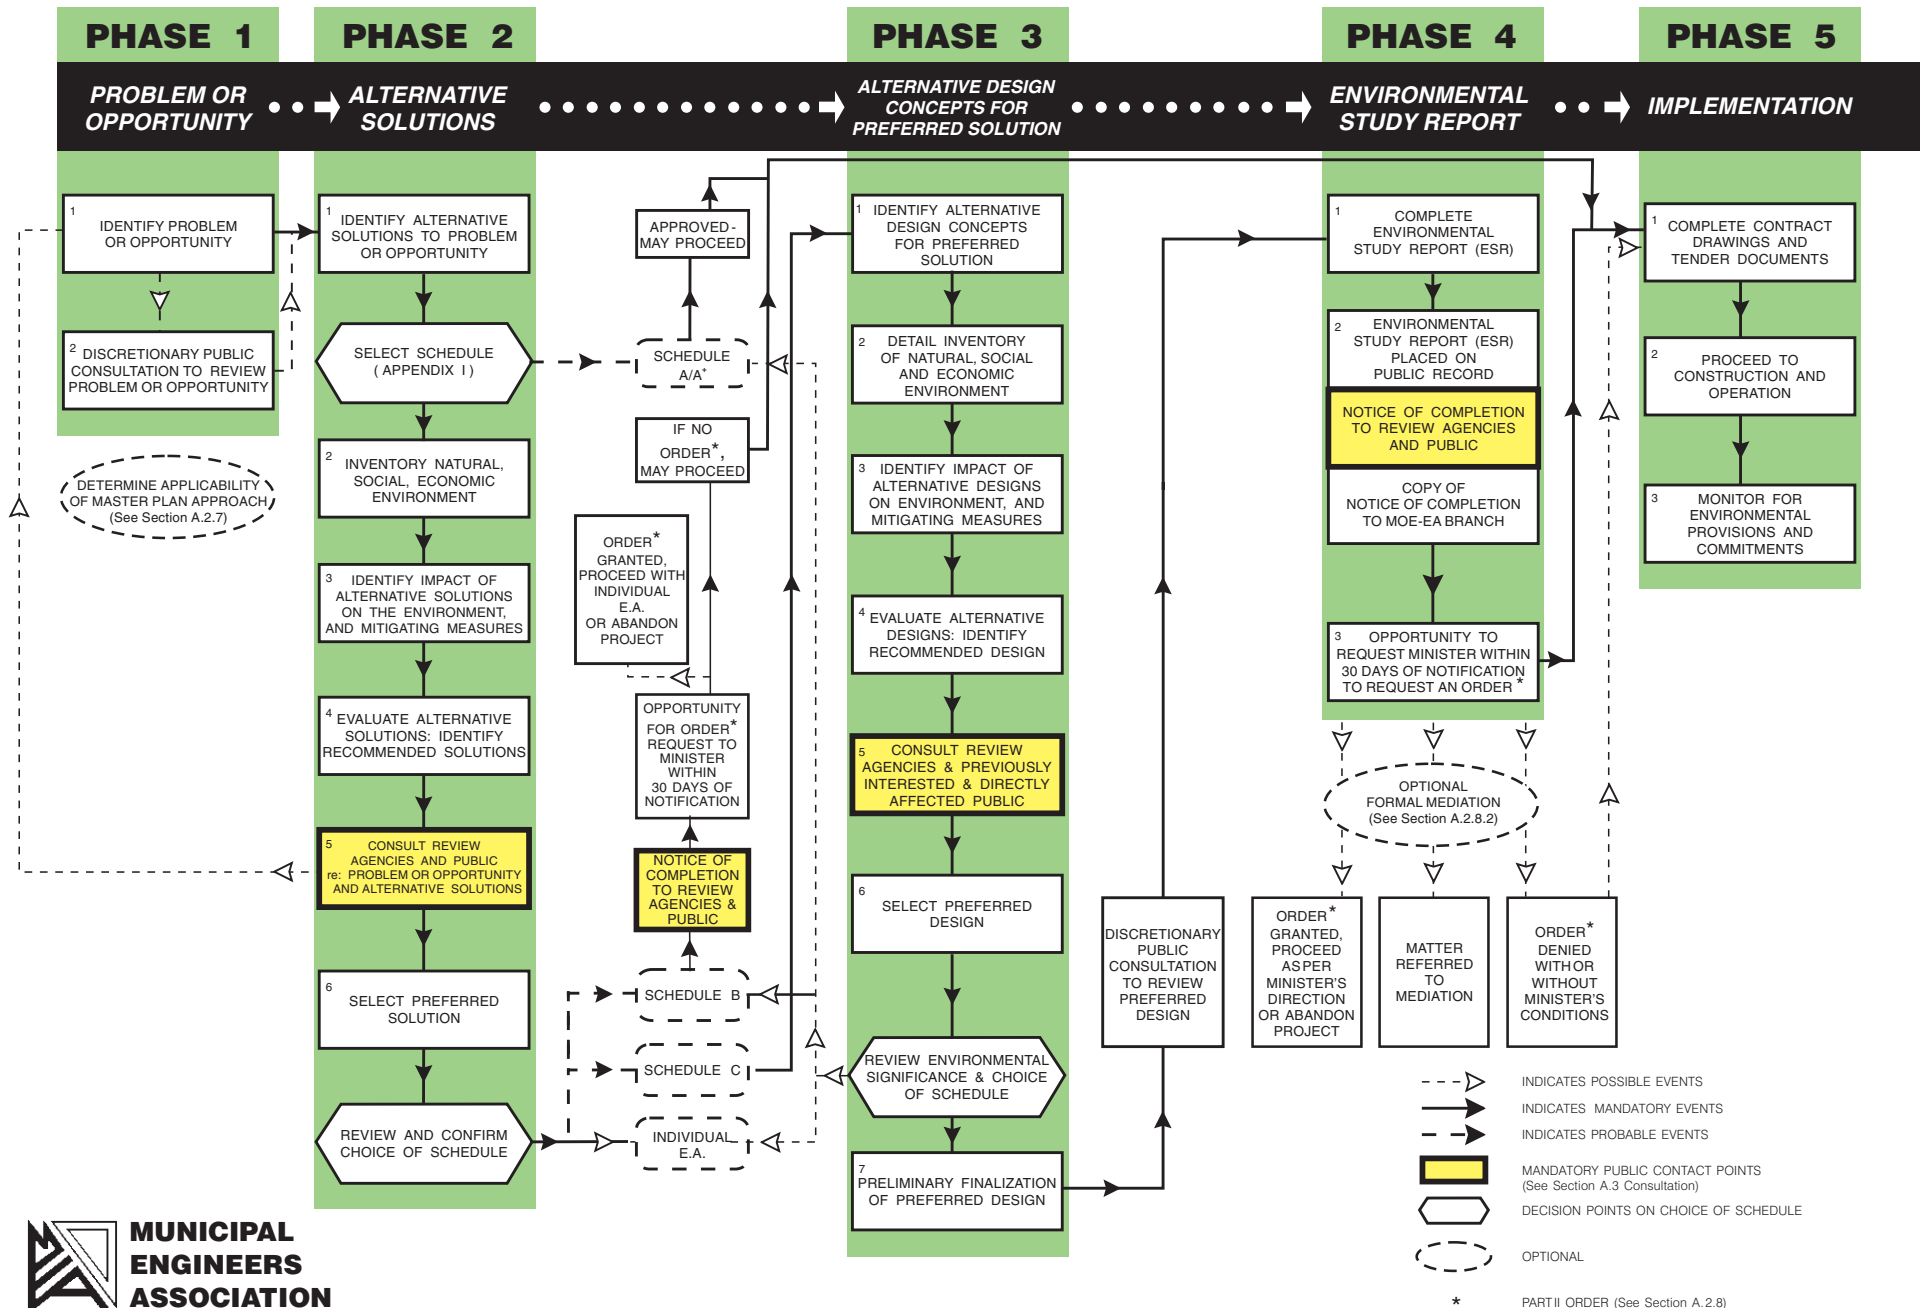 PHASE 1
PHASE 2
PHASE 3
PHASE 4
PHASE 5
PROBLEM OR
OPPORTUNITY
ALTERNATIVE
SOLUTIONS
ALTERNATIVE DESIGN
CONCEPTS FOR
PREFERRED SOLUTION
ENVIRONMENTAL
STUDY REPORT
IMPLEMENTATION
1
IDENTIFY PROBLEM
OR OPPORTUNITY
2 DISCRETIONARY PUBLIC
CONSULTATION TO REVIEW
PROBLEM OR OPPORTUNITY
DETERMINE APPLICABILITY
OF MASTER PLAN APPROACH
(See Section A.2.7)
1
IDENTIFY ALTERNATIVE
SOLUTIONS TO PROBLEM
OR OPPORTUNITY
SELECT SCHEDULE
( APPENDIX I )
2
INVENTORY NATURAL,
SOCIAL, ECONOMIC
ENVIRONMENT
3 IDENTIFY IMPACT OF
ALTERNATIVE SOLUTIONS
ON THE ENVIRONMENT,
AND MITIGATING MEASURES
4 EVALUATE ALTERNATIVE
SOLUTIONS: IDENTIFY
RECOMMENDED SOLUTIONS
5 CONSULT REVIEW
AGENCIES AND PUBLIC
re: PROBLEM OR OPPORTUNITY
AND ALTERNATIVE SOLUTIONS
6
SELECT PREFERRED
SOLUTION
REVIEW AND CONFIRM
CHOICE OF SCHEDULE
APPROVED-
MAY PROCEED
SCHEDULE
A/A+
IF NO
ORDER*,
MAY PROCEED
ORDER*
GRANTED,
PROCEED WITH
INDIVIDUAL
E.A.
OR ABANDON
PROJECT
OPPORTUNITY
FOR ORDER*
REQUEST TO
MINISTER
WITHIN
30 DAYS OF
NOTIFICATION
NOTICE OF
COMPLETION
TO REVIEW
AGENCIES &
PUBLIC
SCHEDULE B
SCHEDULE C
INDIVIDUAL
E.A.
1 IDENTIFY ALTERNATIVE
DESIGN CONCEPTS
FOR PREFERRED
SOLUTION
2 DETAIL INVENTORY
OF NATURAL, SOCIAL
AND ECONOMIC
ENVIRONMENT
3 IDENTIFY IMPACT OF
ALTERNATIVE DESIGNS
ON ENVIRONMENT, AND
MITIGATING MEASURES
4 EVALUATE ALTERNATIVE
DESIGNS: IDENTIFY
RECOMMENDED DESIGN
5 CONSULT REVIEW
AGENCIES & PREVIOUSLY
INTERESTED & DIRECTLY
AFFECTED PUBLIC
6
SELECT PREFERRED
DESIGN
REVIEW ENVIRONMENTAL
SIGNIFICANCE & CHOICE
OF SCHEDULE
7
PRELIMINARY FINALIZATION
OF PREFERRED DESIGN
DISCRETIONARY
PUBLIC
CONSULTATION
TO REVIEW
PREFERRED
DESIGN
1
COMPLETE
ENVIRONMENTAL
STUDY REPORT (ESR)
2 ENVIRONMENTAL
STUDY REPORT (ESR)
PLACED ON
PUBLIC RECORD
NOTICE OF COMPLETION
TO REVIEW AGENCIES
AND PUBLIC
COPY OF
NOTICE OF COMPLETION
TO MOE-EA BRANCH
3 OPPORTUNITY TO
REQUEST MINISTER WITHIN
30 DAYS OF NOTIFICATION
TO REQUEST AN ORDER *
OPTIONAL
FORMAL MEDIATION
(See Section A.2.8.2)
ORDER*
GRANTED,
PROCEED
AS PER
MINISTER'S
DIRECTION
OR ABANDON
PROJECT
MATTER
REFERRED
TO
MEDIATION
ORDER*
DENIED
WITH OR
WITHOUT
MINISTER'S
CONDITIONS
1
COMPLETE CONTRACT
DRAWINGS AND
TENDER DOCUMENTS
2
PROCEED TO
CONSTRUCTION AND
OPERATION
3 MONITOR FOR
ENVIRONMENTAL
PROVISIONS AND
COMMITMENTS
INDICATES POSSIBLE EVENTS
INDICATES MANDATORY EVENTS
INDICATES PROBABLE EVENTS
MANDATORY PUBLIC CONTACT POINTS
(See Section A.3 Consultation)
DECISION POINTS ON CHOICE OF SCHEDULE
OPTIONAL
* PART II ORDER (See Section A.2.8)
MUNICIPAL
ENGINEERS
ASSOCIATION